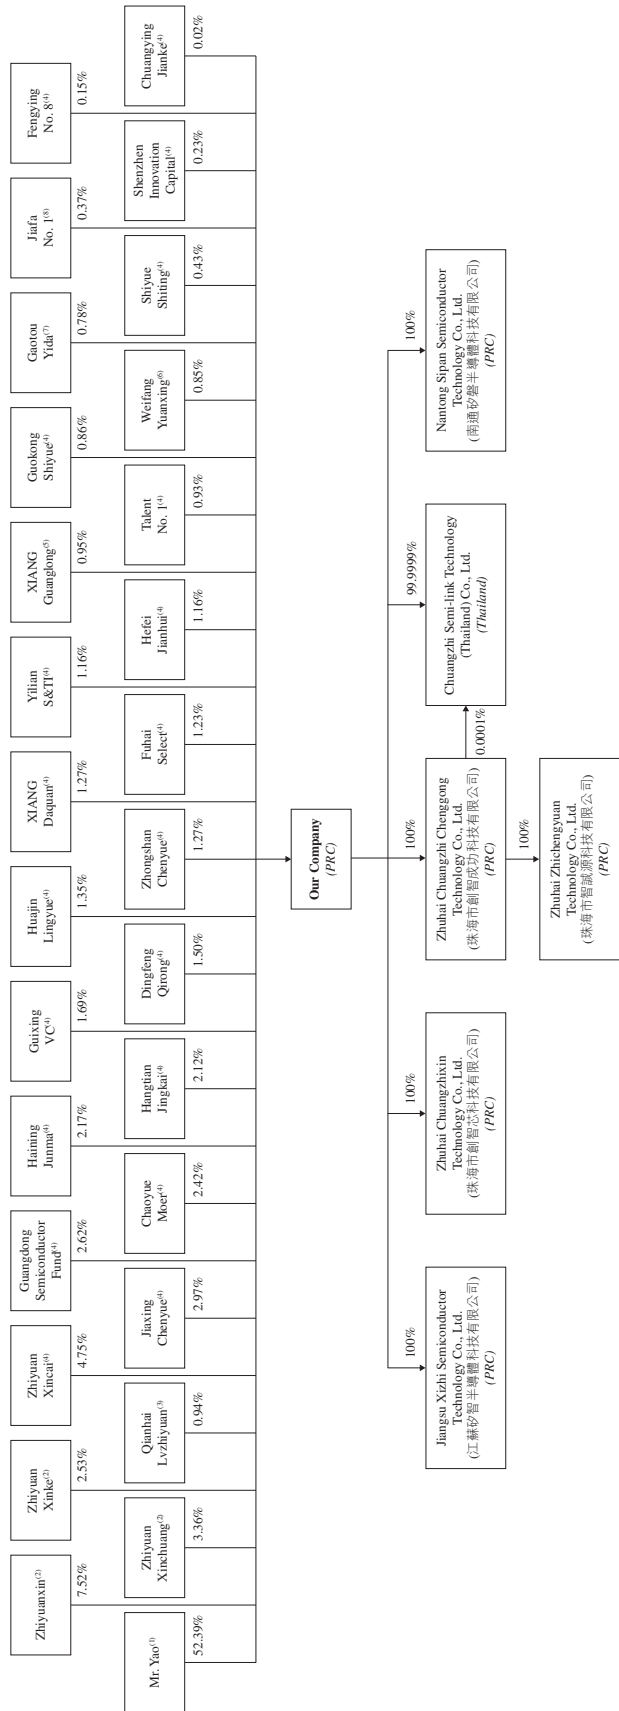 Zhiyuanxin(2)
7.52%
Zhiyuan
Xinke(2)
2.53%
Zhiyuan
Xincai(4)
4.75%
Guangdong
Semiconductor
Fund(4)
2.62%
Haining
Junma(4)
2.17%
Guixing
VC(4)
1.69%
Huajin
Lingyue(4)
1.35%
XIANG
Daquan(4)
1.27%
Yilian
S&TI(4)
1.16%
XIANG
Guanglong(5)
0.95%
Guokong
Shiyue(4)
0.86%
Gaotou
Yida(7)
0.78%
Jiafa
No. 1(8)
0.37%
Fengying
No. 8(4)
0.15%
Mr. Yao(1)
52.39%
Zhiyuan
Xinchuang(2)
3.36%
Qianhai
Lvzhiyuan(3)
0.94%
Jiaxing
Chenyue(4)
2.97%
Chaoyue
Moer(4)
2.42%
Hangtian
Jingkai(4)
2.12%
Dingfeng
Qirong(4)
1.50%
Zhongshan
Chenyue(4)
1.27%
Fuhai
Select(4)
1.23%
Hefei
Jianhui(4)
1.16%
Talent
No. 1(4)
0.93%
Weifang
Yuanxing(6)
0.85%
Shiyue
Shiting(4)
0.43%
Shenzhen
Innovation
Capital(4)
0.23%
Chuangying
Jianke(4)
0.02%
Our Company
(PRC)
100%
Jiangsu Xizhi Semiconductor
Technology Co., Ltd.
(江蘇矽智半導體科技有限公司)
(PRC)
100%
Zhuhai Chuangzhixin
Technology Co., Ltd.
(珠海市創智芯科技有限公司)
(PRC)
100%
Zhuhai Chuangzhi Chenggong
Technology Co., Ltd.
(珠海市創智成功科技有限公司)
(PRC)
0.0001%
99.9999%
Chuangzhi Semi-link Technology
(Thailand) Co., Ltd.
(Thailand)
100%
Nantong Sipan Semiconductor
Technology Co., Ltd.
(南通矽磐半導體科技有限公司)
(PRC)
100%
Zhuhai Zhichengyuan
Technology Co., Ltd.
(珠海市智誠源科技有限公司)
(PRC)